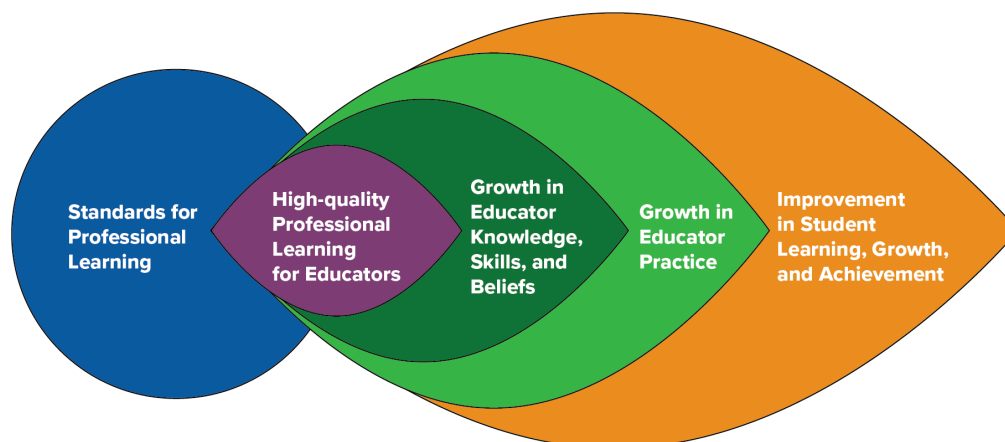 Standards for
Professional
Learning
High-quality
Professional
Learning
for Educators
Growth in
Educator
Knowledge,
Skills, and
Beliefs
Growth in
Educator
Practice
Improvement
in Student
Learning, Growth,
and Achievement